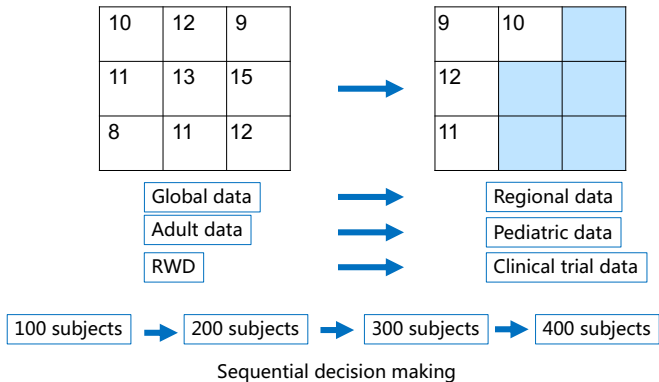 10 12 9 9 10
11 13 15 12
8 11 12 11
Global data Regional data
Adult data Pediatric data
RWD Clinical trial data
100 subjects 200 subjects 300 subjects 400 subjects
Sequential decision making